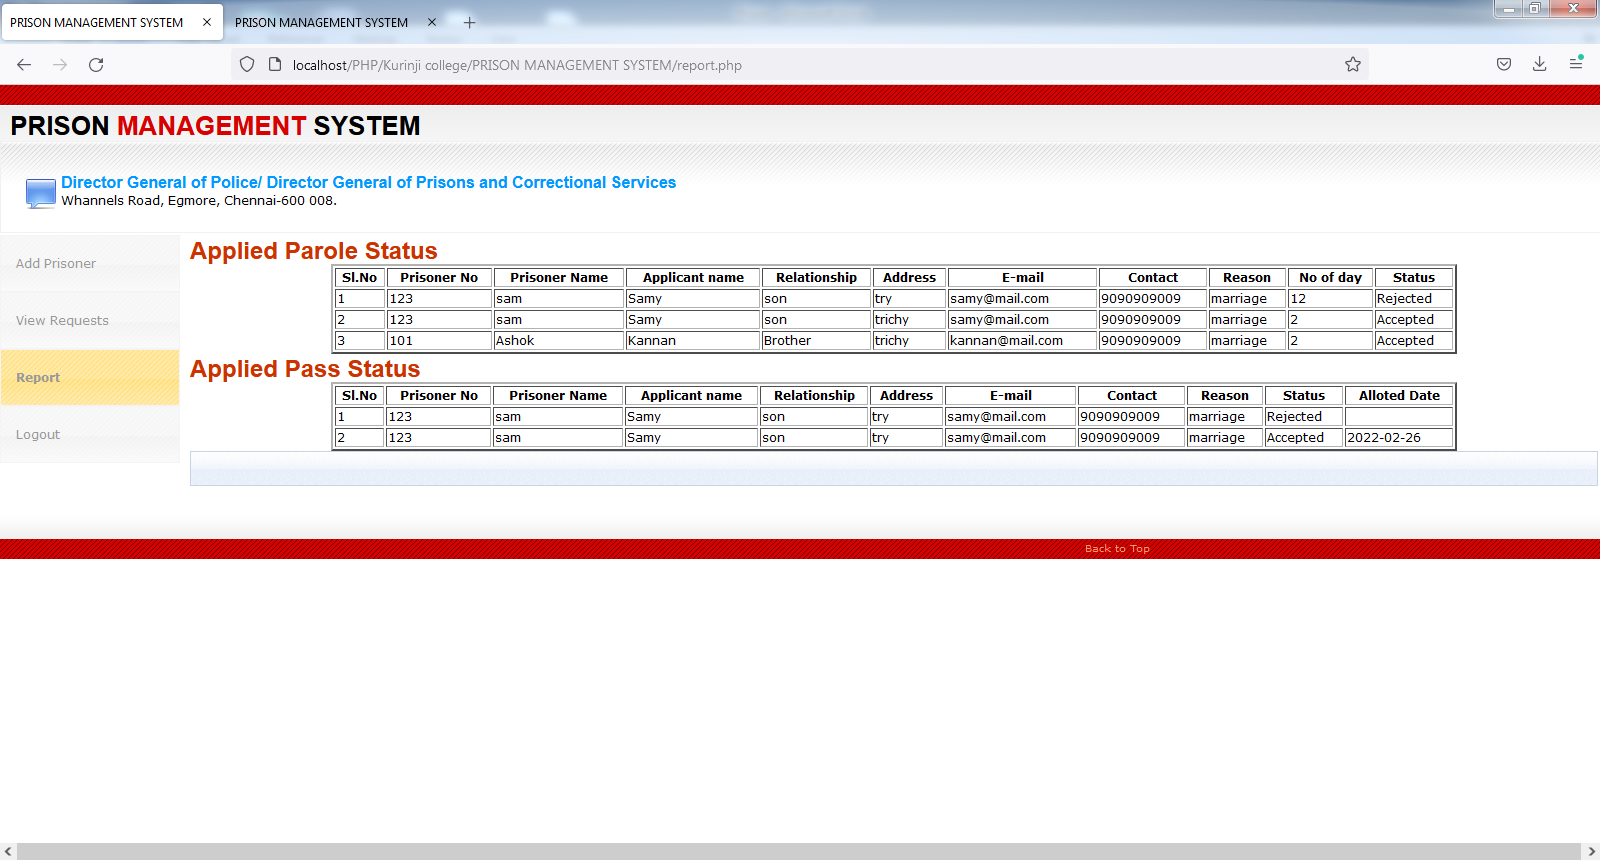 PRISON MANAGEMENT SYSTEM PRISON MANAGEMENT SYSTEM
localhost/PHP/Kurinji college/PRISON MANAGEMENT SYSTEM/report.php
PRISON MANAGEMENT SYSTEM
Director General of Police/ Director General of Prisons and Correctional Services
Whannels Road, Egmore, Chennai-600 008.
Add Prisoner
View Requests
Report
Logout
Applied Parole Status
Sl.No Prisoner No Prisoner Name Applicant name Relationship Address E-mail Contact Reason No of day Status
1 123 sam Samy son try samy@mail.com 9090909009 marriage 12 Rejected
2 123 sam Samy son trichy samy@mail.com 9090909009 marriage 2 Accepted
3 101 Ashok Kannan Brother trichy kannan@mail.com 9090909009 marriage 2 Accepted
Applied Pass Status
Sl.No Prisoner No Prisoner Name Applicant name Relationship Address E-mail Contact Reason Status Alloted Date
1 123 sam Samy son try samy@mail.com 9090909009 marriage Rejected
2 123 sam Samy son try samy@mail.com 9090909009 marriage Accepted 2022-02-26
Back to Top